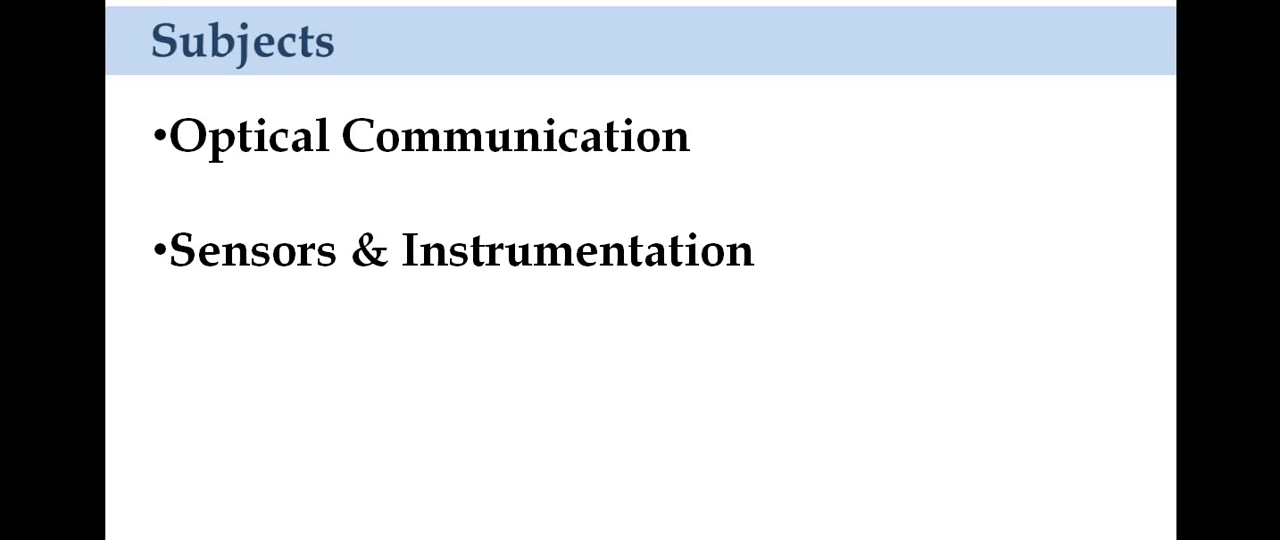 Subjects
•Optical Communication
•Sensors & Instrumentation